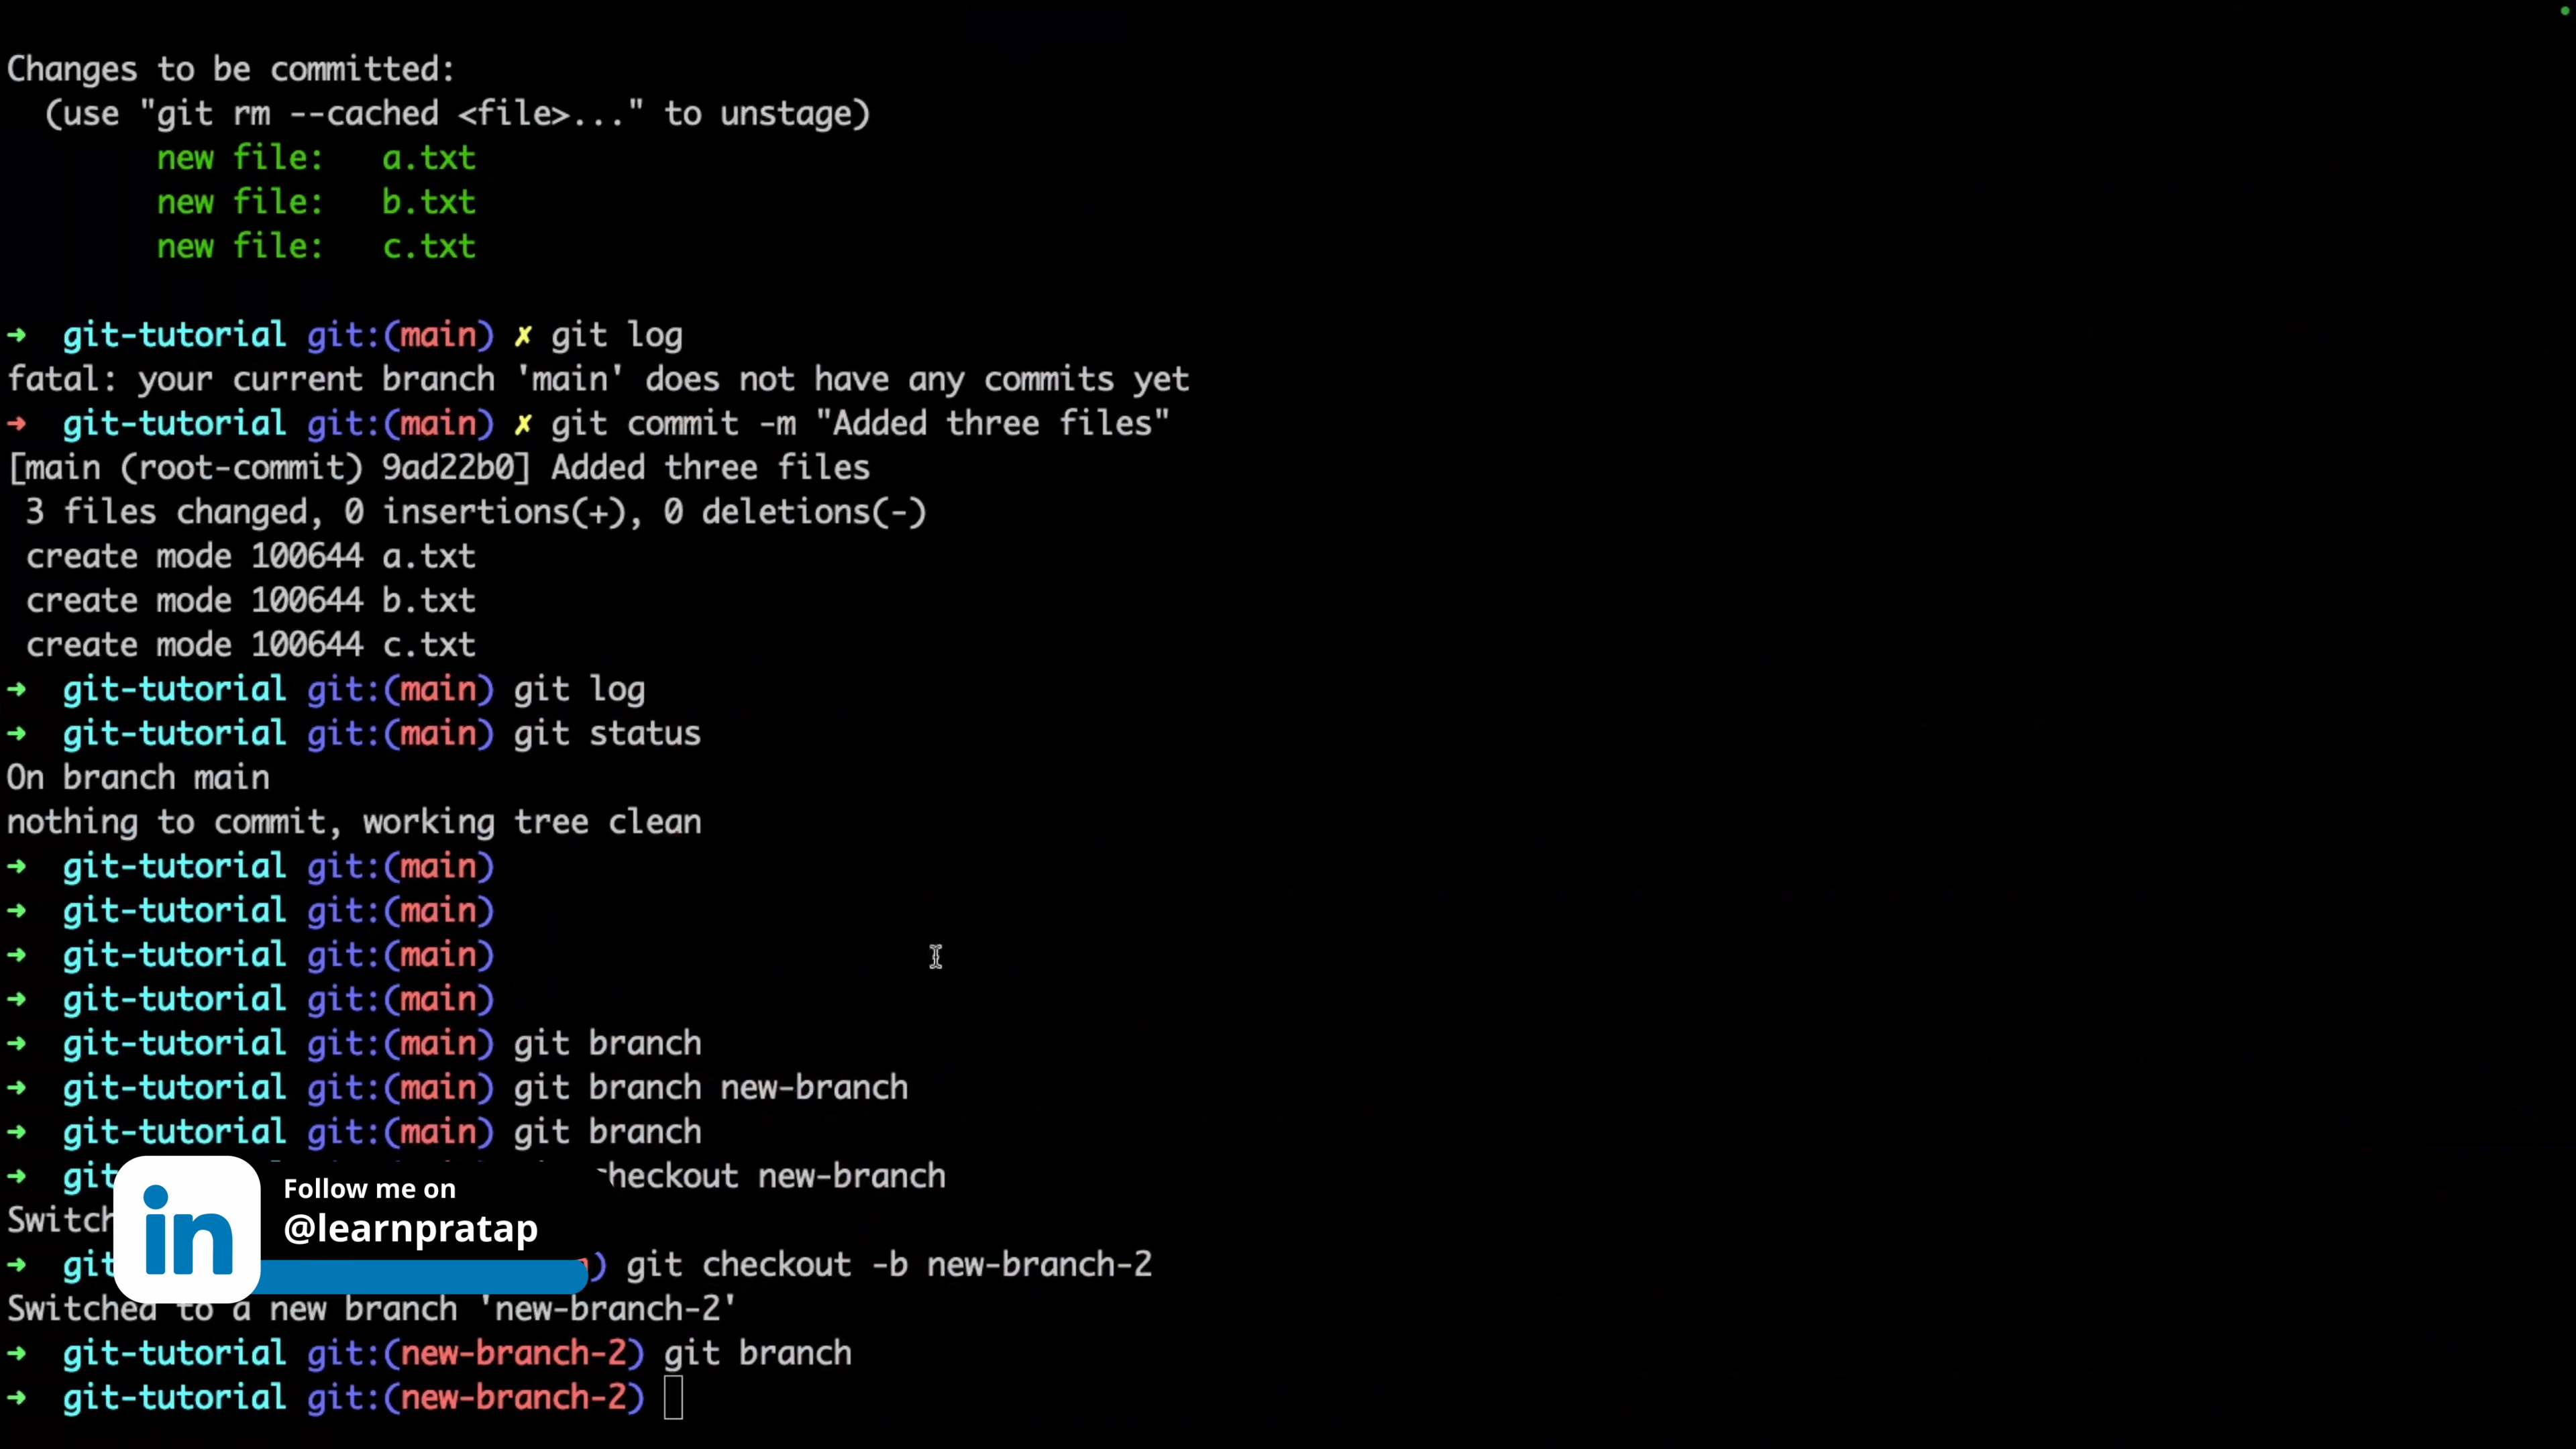 Changes to be committed:
(use "git rm --cached <file>..." to unstage)
new file: a.txt
new file: b.txt
new file: c.txt
➜ git-tutorial git:(main) ✗ git log
fatal: your current branch 'main' does not have any commits yet
➜ git-tutorial git:(main) ✗ git commit -m "Added three files"
[main (root-commit) 9ad22b0] Added three files
3 files changed, 0 insertions(+), 0 deletions(-)
create mode 100644 a.txt
create mode 100644 b.txt
create mode 100644 c.txt
➜ git-tutorial git:(main) git log
➜ git-tutorial git:(main) git status
On branch main
nothing to commit, working tree clean
➜ git-tutorial git:(main)
➜ git-tutorial git:(main)
➜ git-tutorial git:(main)
➜ git-tutorial git:(main)
➜ git-tutorial git:(main) git branch
➜ git-tutorial git:(main) git branch new-branch
➜ git-tutorial git:(main) git branch
➜ git heckout new-branch
Switch
➜ git ) git checkout -b new-branch-2
Switched to a new branch 'new-branch-2'
➜ git-tutorial git:(new-branch-2) git branch
➜ git-tutorial git:(new-branch-2)
in
Follow me on
@learnpratap